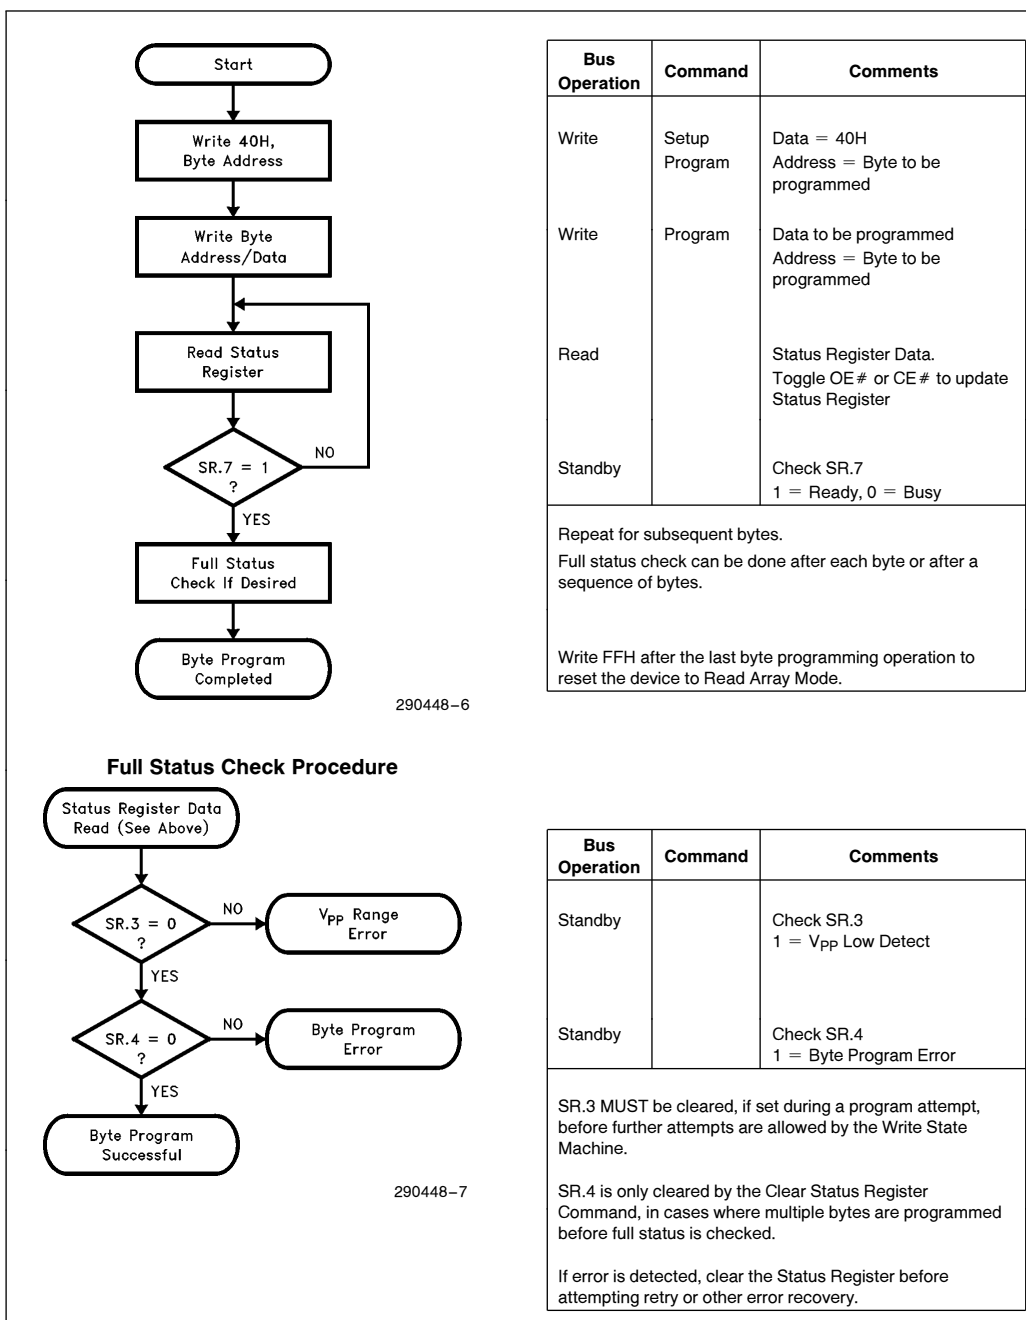 Start
Write 40H,
Byte Address
Write Byte
Address/Data
Read Status
Register
SR.7 = 1
?
NO
YES
Full Status
Check If Desired
Byte Program
Completed
290448–6
Bus
Operation
Command
Comments
Write
Setup
Program
Data = 40H
Address = Byte to be
programmed
Write
Program
Data to be programmed
Address = Byte to be
programmed
Read
Status Register Data.
Toggle OE# or CE# to update
Status Register
Standby
Check SR.7
1 = Ready, 0 = Busy
Repeat for subsequent bytes.
Full status check can be done after each byte or after a
sequence of bytes.
Write FFH after the last byte programming operation to
reset the device to Read Array Mode.
Full Status Check Procedure
Status Register Data
Read (See Above)
SR.3 = 0
?
NO
VPP Range
Error
YES
SR.4 = 0
?
NO
Byte Program
Error
YES
Byte Program
Successful
290448–7
Bus
Operation
Command
Comments
Standby
Check SR.3
1 = VPP Low Detect
Standby
Check SR.4
1 = Byte Program Error
SR.3 MUST be cleared, if set during a program attempt,
before further attempts are allowed by the Write State
Machine.
SR.4 is only cleared by the Clear Status Register
Command, in cases where multiple bytes are programmed
before full status is checked.
If error is detected, clear the Status Register before
attempting retry or other error recovery.